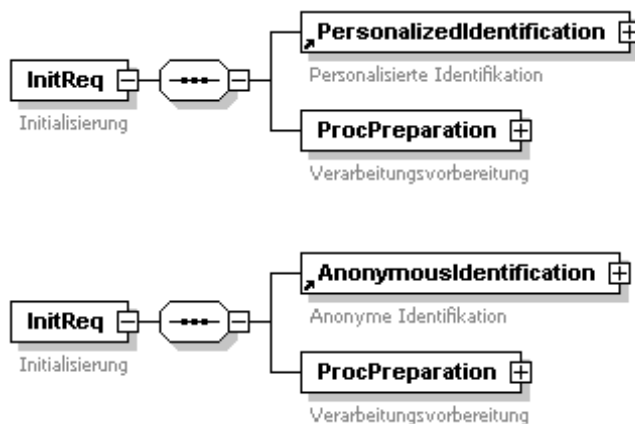 PersonalizedIdentification
InitReq
Personalisierte Identifikation
Initialisierung
ProcPreparation
Verarbeitungsvorbereitung
AnonymousIdentification
InitReq
Anonyme Identifikation
Initialisierung
ProcPreparation
Verarbeitungsvorbereitung